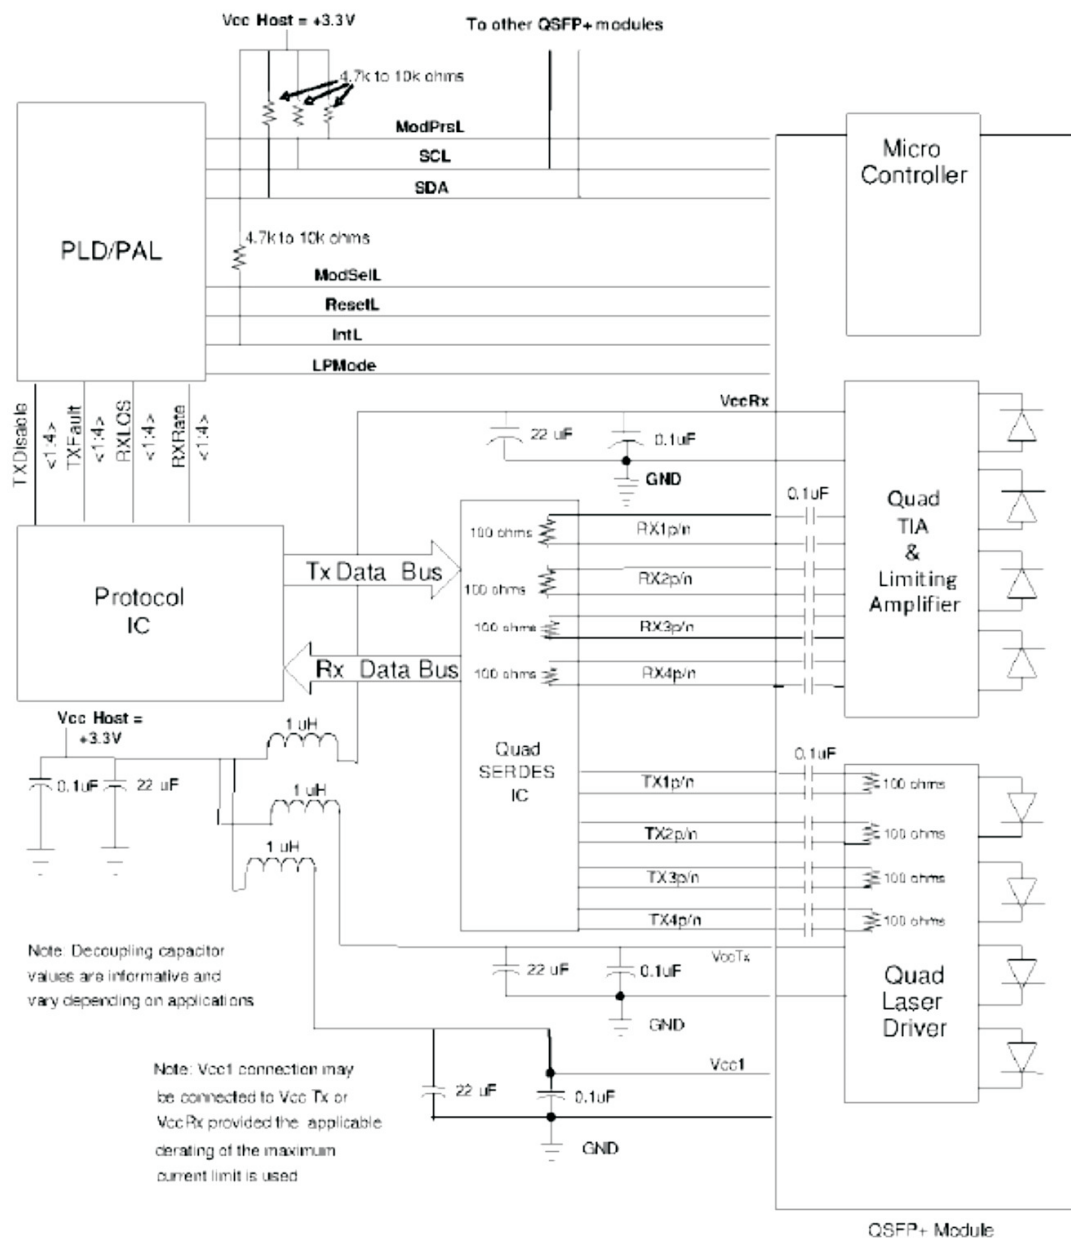 Vcc Host = +3.3V
To other QSFP+ modules
4.7k to 10k ohms
ModPrsL
SCL
SDA
Micro
Controller
PLD/PAL
4.7k to 10k ohms
ModSelL
ResetL
IntL
LPMode
TXDisable
<1:4>
TXFault
<1:4>
RXLOS
<1:4>
RXRate
<1:4>
VccRx
22 uF
0.1uF
GND
0.1uF
Quad
TIA
&
Limiting
Amplifier
100 ohms
RX1p/n
100 ohms
RX2p/n
100 ohms
RX3p/n
100 ohms
RX4p/n
Tx Data Bus
Protocol
IC
Rx Data Bus
Vcc Host =
+3.3V
0.1uF
22 uF
1 uH
1 uH
1 uH
Quad
SERDES
IC
0.1uF
TX1p/n
100 ohms
TX2p/n
100 ohms
TX3p/n
100 ohms
TX4p/n
100 ohms
Note: Decoupling capacitor
values are informative and
vary depending on applications
VccTx
22 uF
0.1uF
GND
Quad
Laser
Driver
Note: Vcc1 connection may
be connected to Vcc Tx or
Vcc Rx provided the applicable
derating of the maximum
current limit is used
Vcc1
22 uF
0.1uF
GND
QSFP+ Module